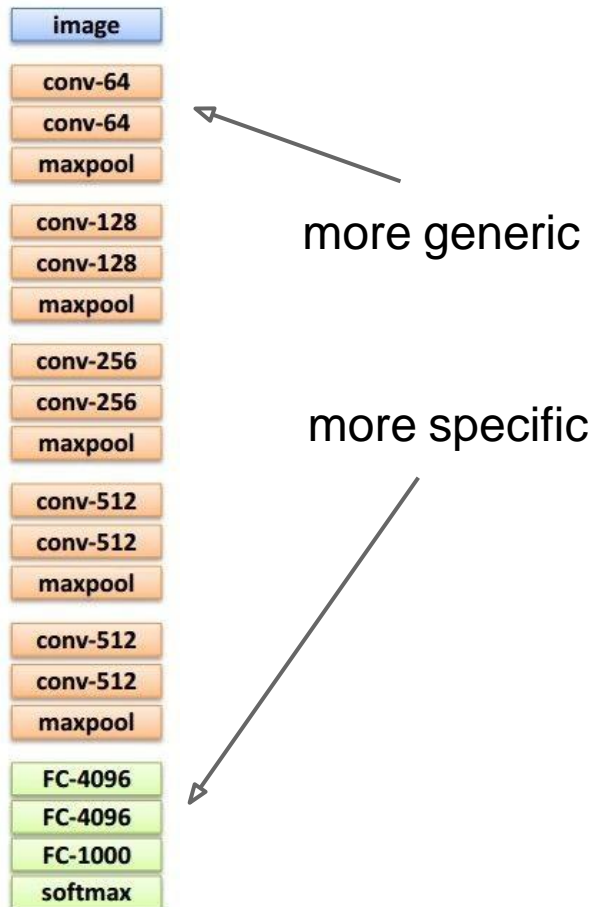 image
conv-64
conv-64
maxpool
more generic
conv-128
conv-128
maxpool
conv-256
conv-256
maxpool
more specific
conv-512
conv-512
maxpool
conv-512
conv-512
maxpool
FC-4096
FC-4096
FC-1000
softmax